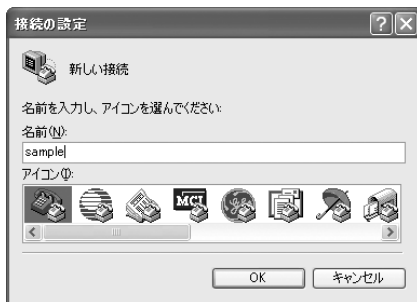 接続の設定
新しい接続
名前を入力し、アイコンを選んでください:
名前(N):
sample
アイコン(I):
MCI
OK
キャンセル